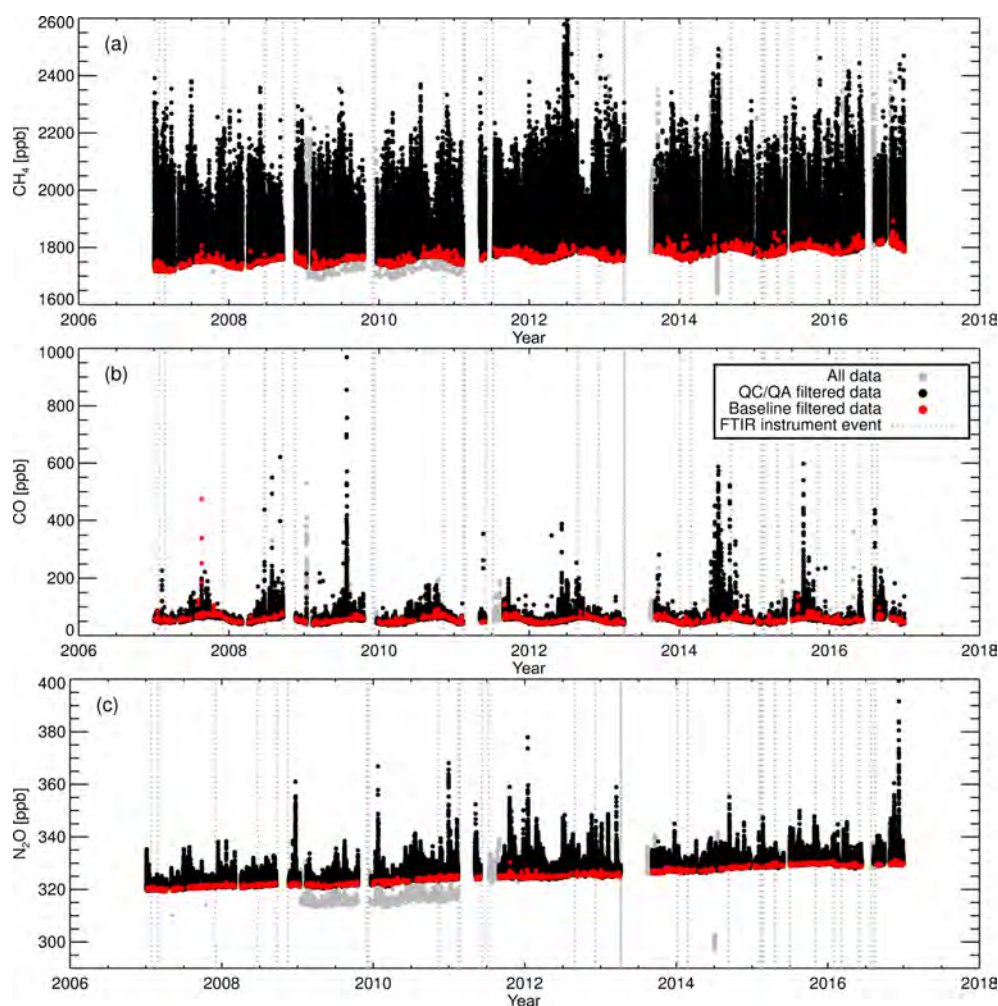 2600
(a)
2400
2200
CH₄ [ppb]
2000
1800
1600
2006 2008 2010 2012 2014 2016 2018
Year
1000
(b)
All data
QC/QA filtered data
Baseline filtered data
FTIR instrument event
800
600
CO [ppb]
400
200
0
2006 2008 2010 2012 2014 2016 2018
Year
400
(c)
380
360
N₂O [ppb]
340
320
300
2006 2008 2010 2012 2014 2016 2018
Year